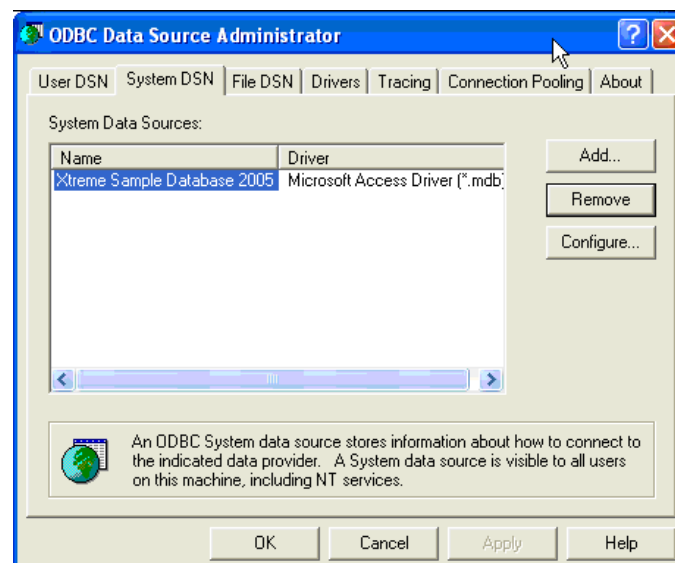 ODBC Data Source Administrator
User DSN System DSN File DSN Drivers Tracing Connection Pooling About
System Data Sources:
Name Driver
Xtreme Sample Database 2005 Microsoft Access Driver (*.mdb)
Add...
Remove
Configure...
An ODBC System data source stores information about how to connect to
the indicated data provider. A System data source is visible to all users
on this machine, including NT services.
OK Cancel Apply Help